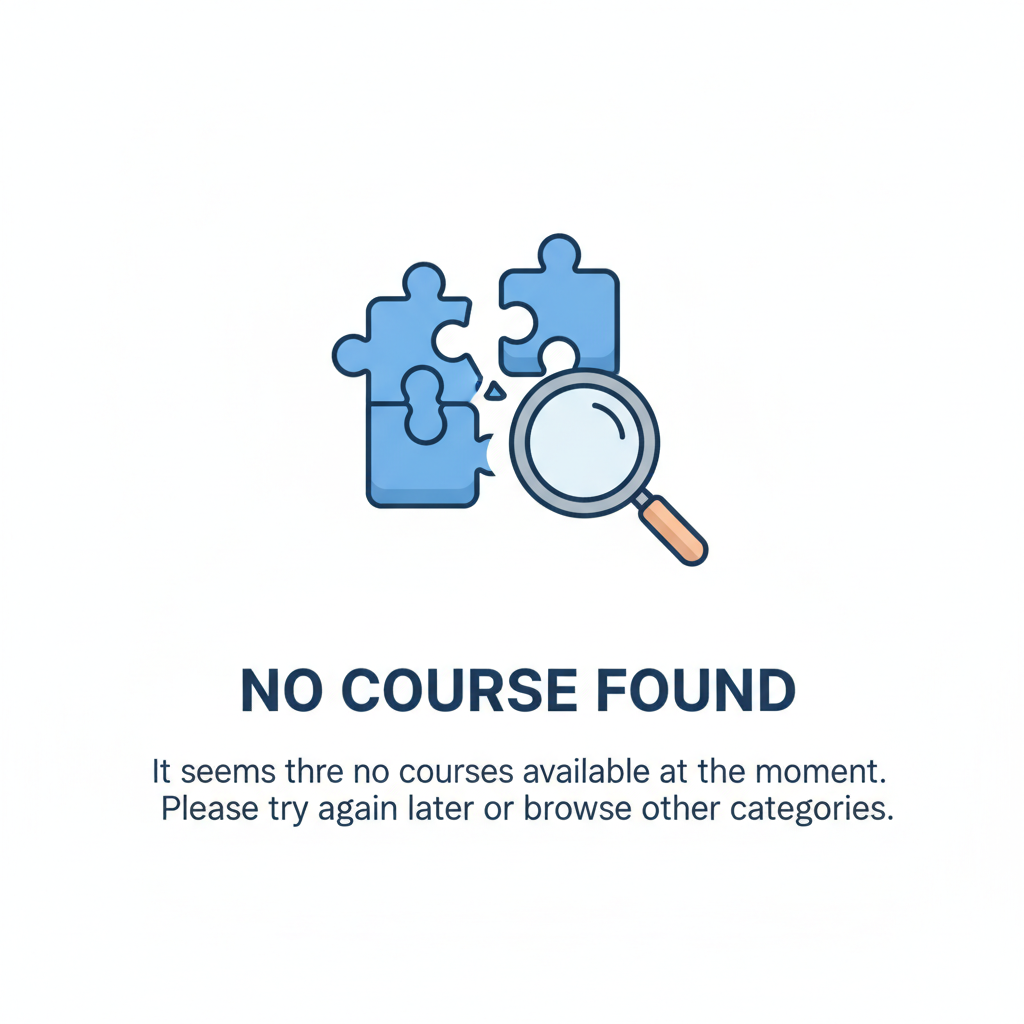 NO COURSE FOUND
It seems thre no courses available at the moment.
Please try again later or browse other categories.